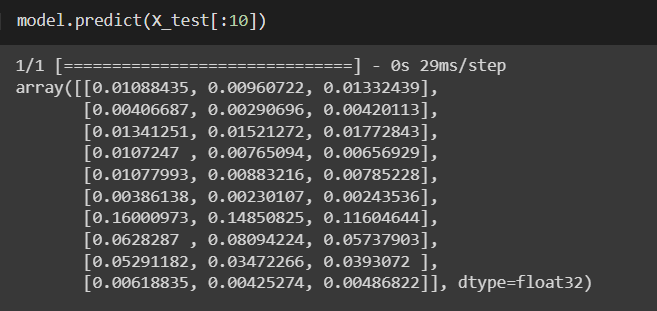 model.predict(X_test[:10])
1/1 [==============================] - 0s 29ms/step
array([[0.01088435, 0.00960722, 0.01332439],
       [0.00406687, 0.00290696, 0.00420113],
       [0.01341251, 0.01521272, 0.01772843],
       [0.0107247 , 0.00765094, 0.00656929],
       [0.01077993, 0.00883216, 0.00785228],
       [0.00386138, 0.00230107, 0.00243536],
       [0.16000973, 0.14850825, 0.11604644],
       [0.0628287 , 0.08094224, 0.05737903],
       [0.05291182, 0.03472266, 0.0393072 ],
       [0.00618835, 0.00425274, 0.00486822]], dtype=float32)